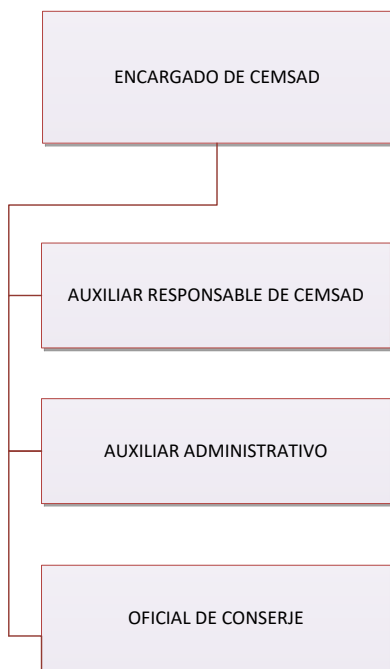 ENCARGADO DE CEMSAD
AUXILIAR RESPONSABLE DE CEMSAD
AUXILIAR ADMINISTRATIVO
OFICIAL DE CONSERJE